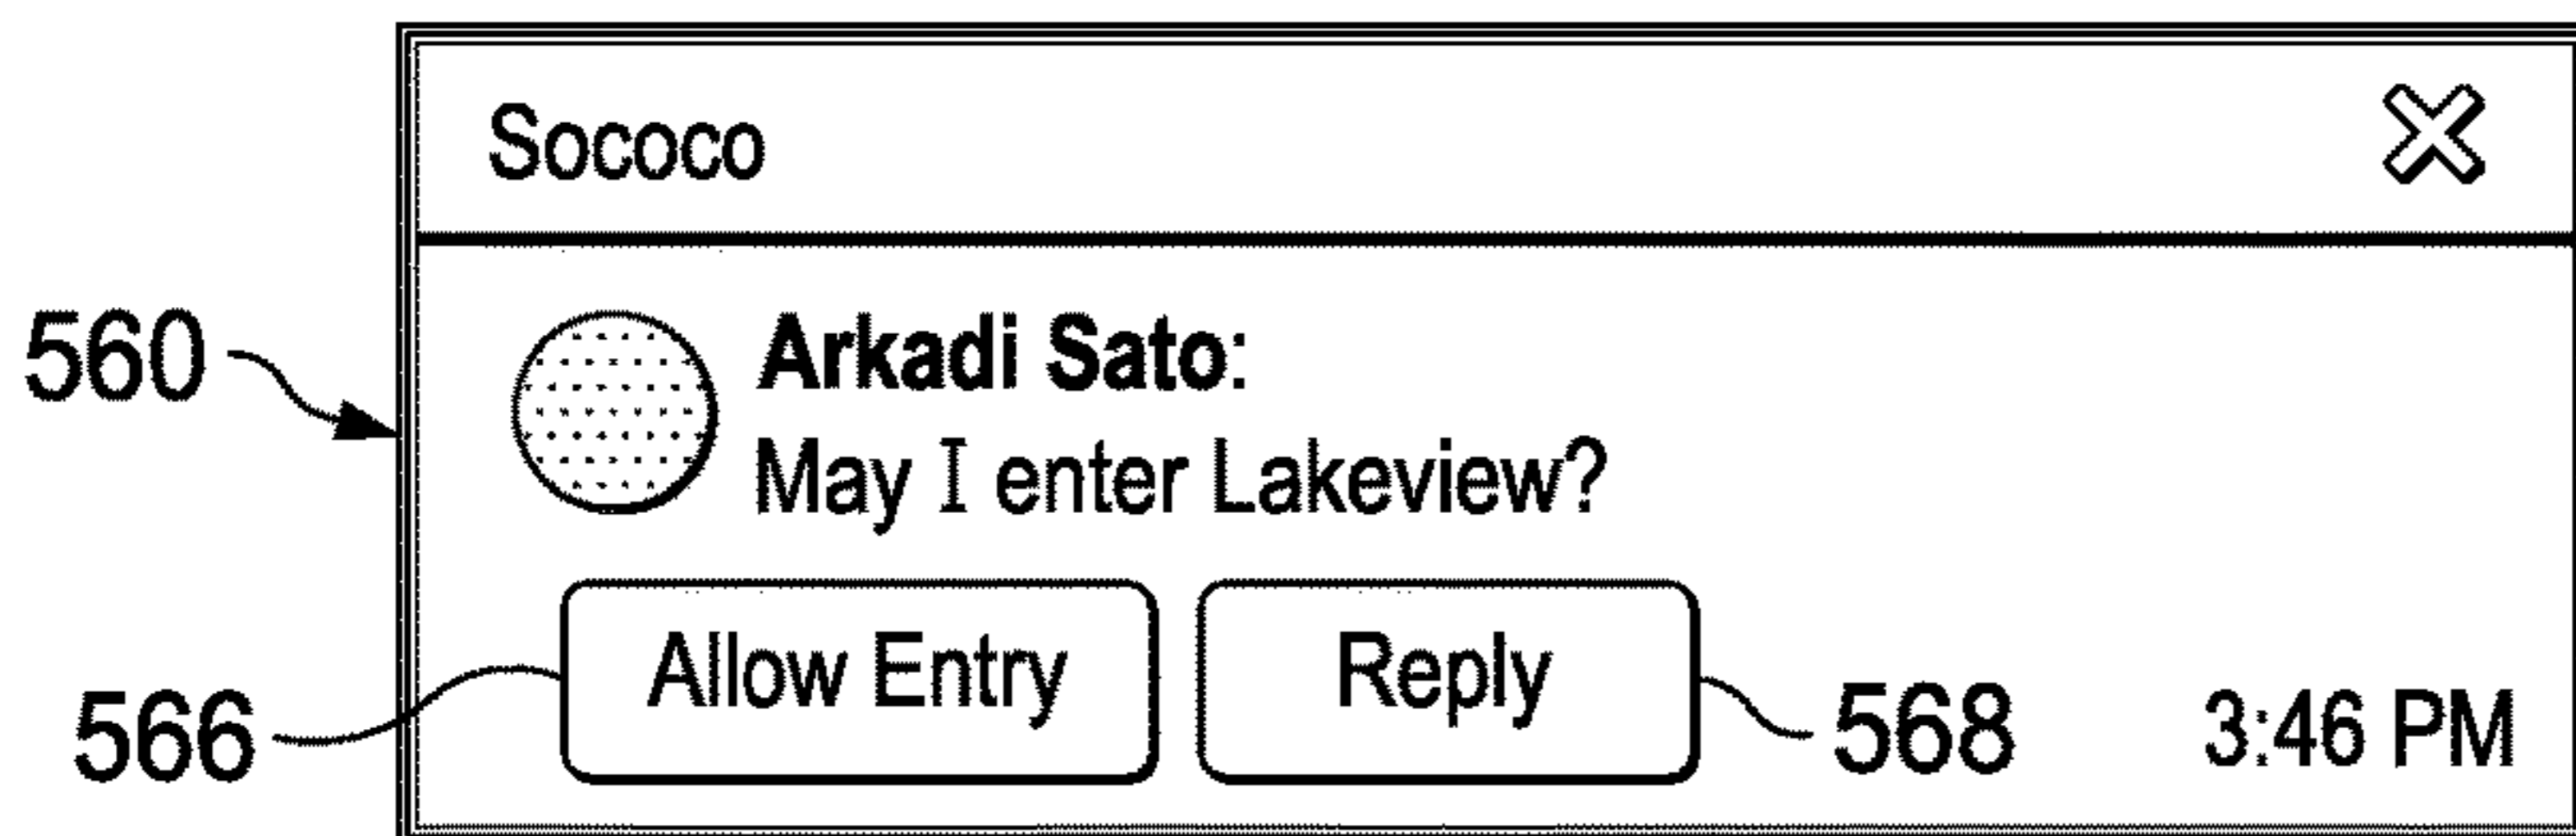 Sococo
560
Arkadi Sato:
May I enter Lakeview?
566
Allow Entry
Reply
568
3:46 PM